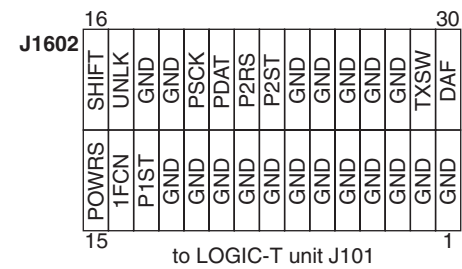 16 30
J1602
SHIFT UNLK GND GND PSCK PDAT P2RS P2ST GND GND GND GND GND TXSW DAF
POWRS 1FCN P1ST GND GND GND GND GND GND GND GND GND GND GND GND
15 1
to LOGIC-T unit J101